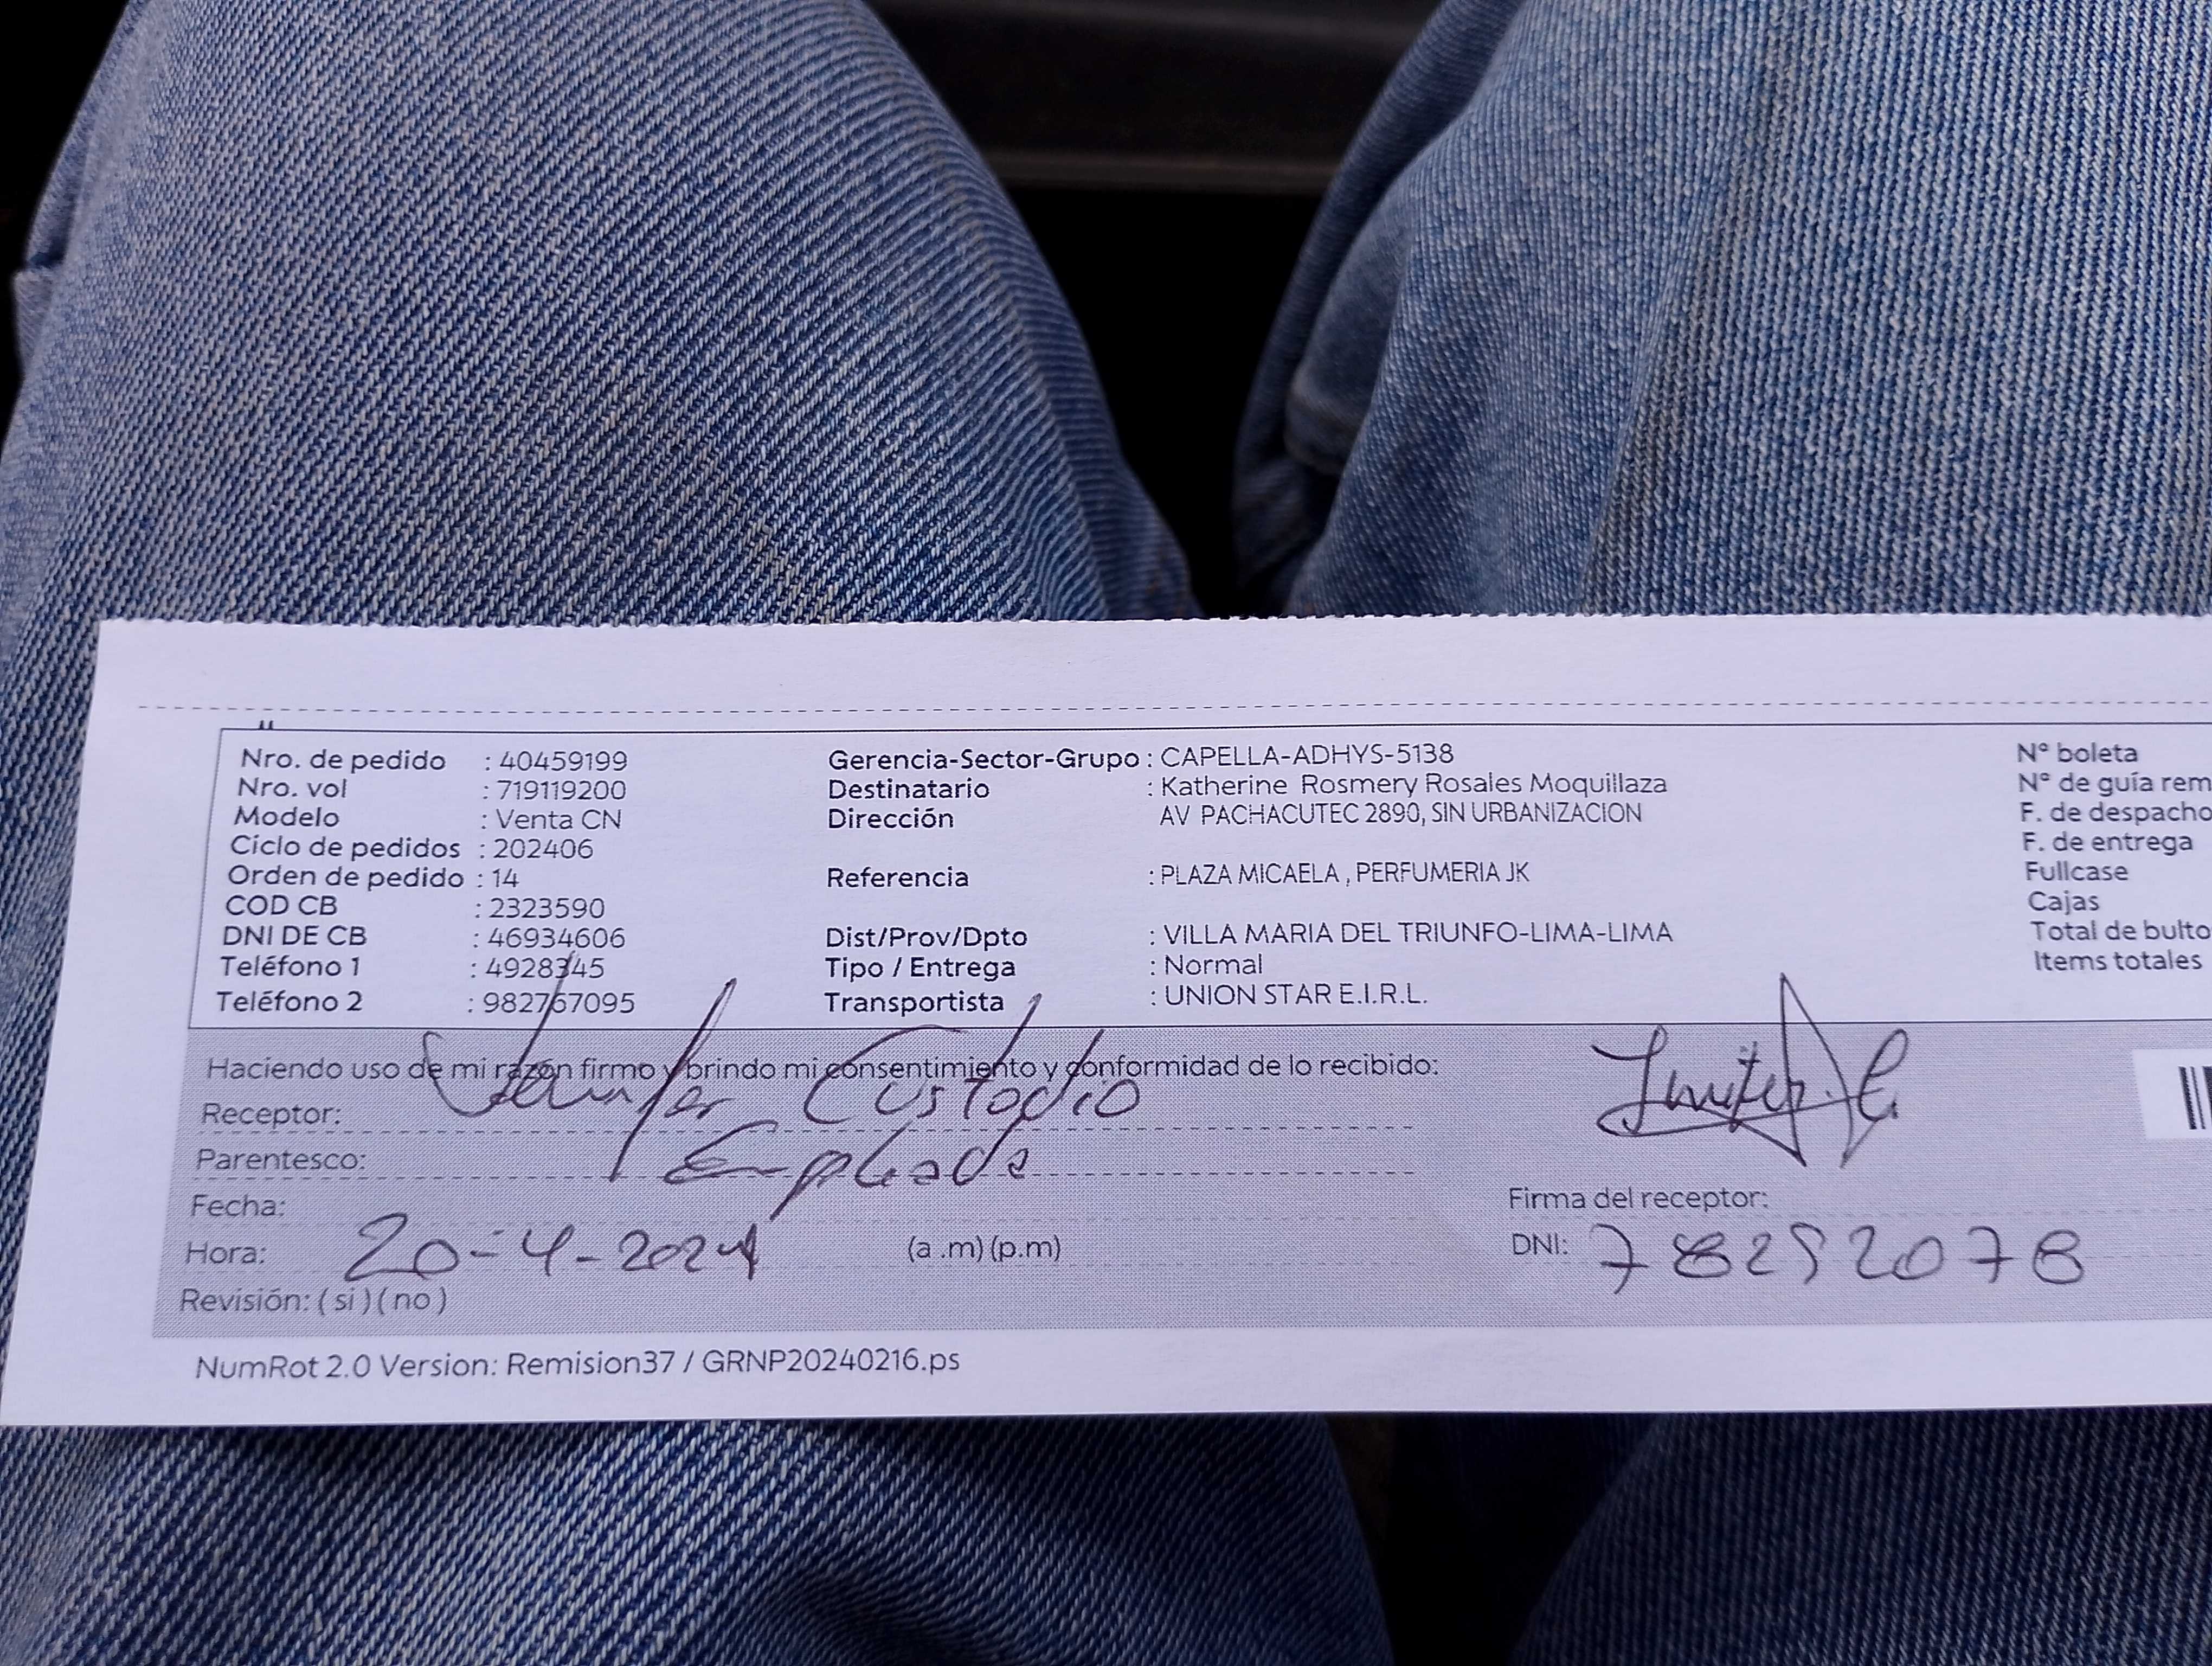 Nro. de pedido : 40459199
Nro. vol : 719119200
Modelo : Venta CN
Ciclo de pedidos : 202406
Orden de pedido : 14
COD CB : 2323590
DNI DE CB : 46934606
Teléfono 1 : 4928345
Teléfono 2 : 982767095
Gerencia-Sector-Grupo : CAPELLA-ADHYS-5138
Destinatario : Katherine Rosmery Rosales Moquillaza
Dirección AV PACHACUTEC 2890, SIN URBANIZACION
Referencia : PLAZA MICAELA , PERFUMERIA JK
Dist/Prov/Dpto : VILLA MARIA DEL TRIUNFO-LIMA-LIMA
Tipo / Entrega : Normal
Transportista : UNION STAR E.I.R.L.
N° boleta
N° de guía rem
F. de despacho
F. de entrega
Fullcase
Cajas
Total de bulto
Items totales
Haciendo uso de mi razón firmo y brindo mi consentimiento y conformidad de lo recibido:
Receptor: Jennifer Custodio
Parentesco: Empleada
Fecha:
Hora: 20-4-2024 (a .m) (p.m)
Revisión: ( si ) ( no )
Firma del receptor:
DNI: 78252078
NumRot 2.0 Version: Remision37 / GRNP20240216.ps